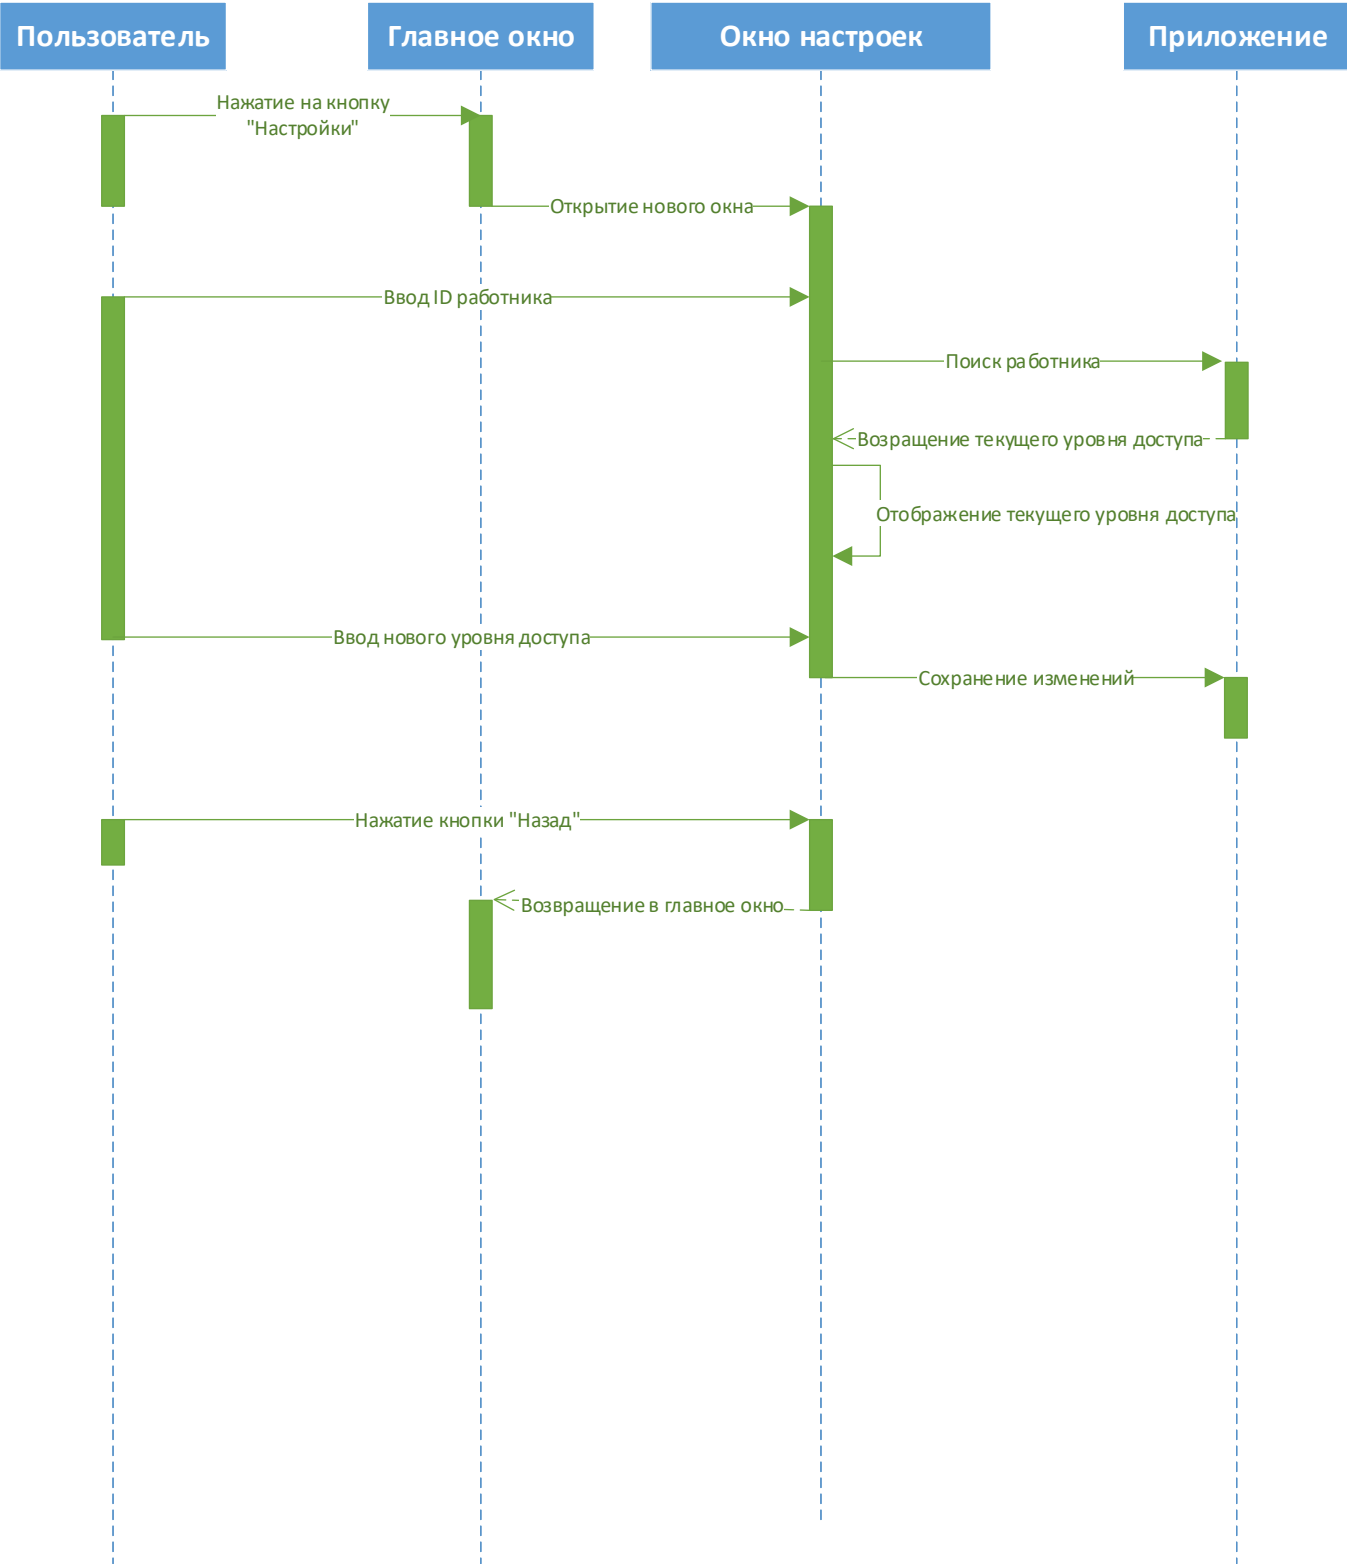 Пользователь
Главное окно
Окно настроек
Приложение
Нажатие на кнопку
"Настройки"
Открытие нового окна
Ввод ID работника
Поиск работника
Возращение текущего уровня доступа
Отображение текущего уровня доступа
Ввод нового уровня доступа
Сохранение изменений
Нажатие кнопки "Назад"
Возвращение в главное окно